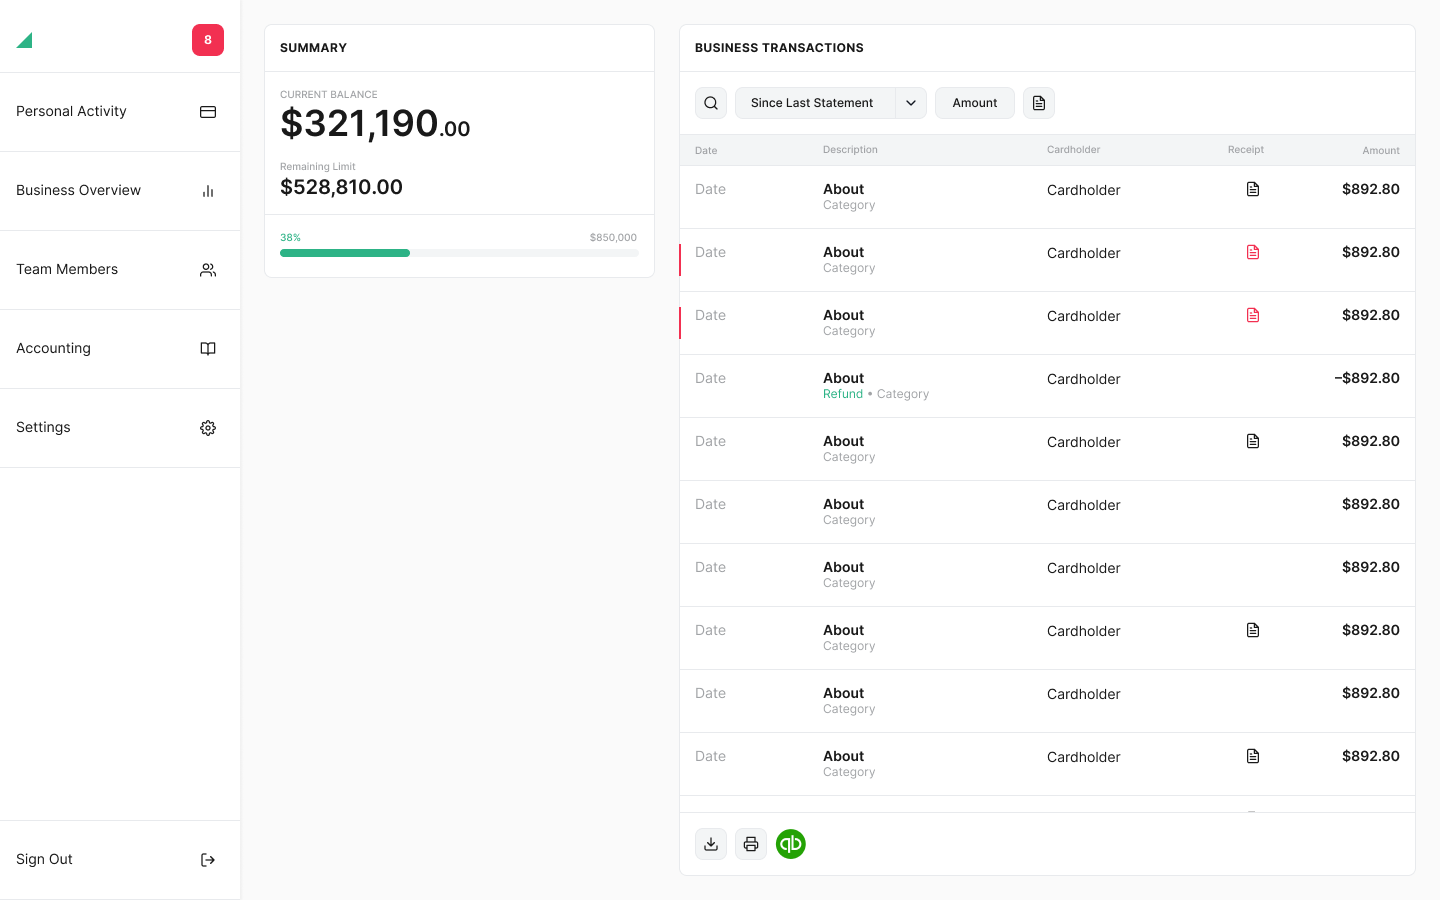 8
Personal Activity
Business Overview
Team Members
Accounting
Settings
Sign Out
SUMMARY
CURRENT BALANCE
$321,190.00
Remaining Limit
$528,810.00
38% $850,000
BUSINESS TRANSACTIONS
Since Last Statement Amount
Date Description Cardholder Receipt Amount
Date About Cardholder $892.80
Category
Date About Cardholder $892.80
Category
Date About Cardholder $892.80
Category
Date About Cardholder –$892.80
Refund • Category
Date About Cardholder $892.80
Category
Date About Cardholder $892.80
Category
Date About Cardholder $892.80
Category
Date About Cardholder $892.80
Category
Date About Cardholder $892.80
Category
Date About Cardholder $892.80
Category
qb